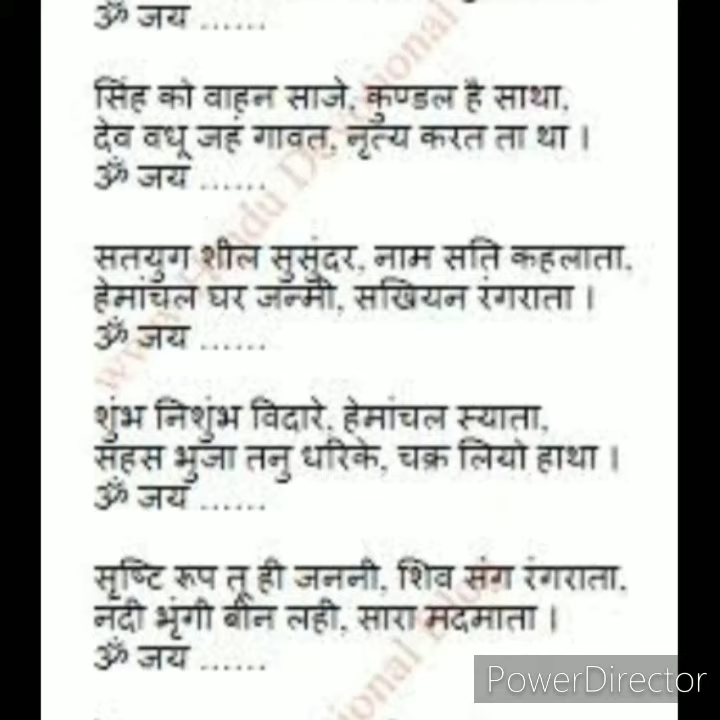 ॐ जय ......
सिंह को वाहन साजे, कुण्डल है साथा,
देव वधू जहं गावत, नृत्य करत ता था ।
ॐ जय ......
सतयुग शील सुसुंदर, नाम सति कहलाता,
हेमांचल घर जन्मी, सखियन रंगराता ।
ॐ जय ......
शुंभ निशुंभ विदारे, हेमांचल स्याता,
सहस भुजा तनु धरिके, चक्र लियो हाथा ।
ॐ जय ......
सृष्टि रूप तू ही जननी, शिव संग रंगराता,
नंदी भृंगी बीन लही, सारा मदमाता ।
ॐ जय ......
PowerDirector